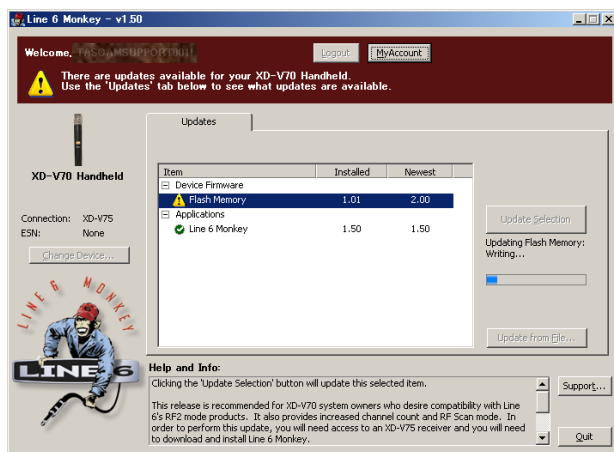 Line 6 Monkey - v1.50
Welcome,
Logout
MyAccount
There are updates available for your XD-V70 Handheld.
Use the 'Updates' tab below to see what updates are available.
Updates
XD-V70 Handheld
Item Installed Newest
Device Firmware
Flash Memory 1.01 2.00
Applications
Line 6 Monkey 1.50 1.50
Connection: XD-V75
ESN: None
Change Device...
Update Selection
Updating Flash Memory:
Writing...
Update from File...
LINE 6 MONKEY
LINE 6
Help and Info:
Clicking the 'Update Selection' button will update this selected item.
This release is recommended for XD-V70 system owners who desire compatibility with Line
6's RF2 mode products. It also provides increased channel count and RF Scan mode. In
order to perform this update, you will need access to an XD-V75 receiver and you will need
to download and install Line 6 Monkey.
Support...
Quit